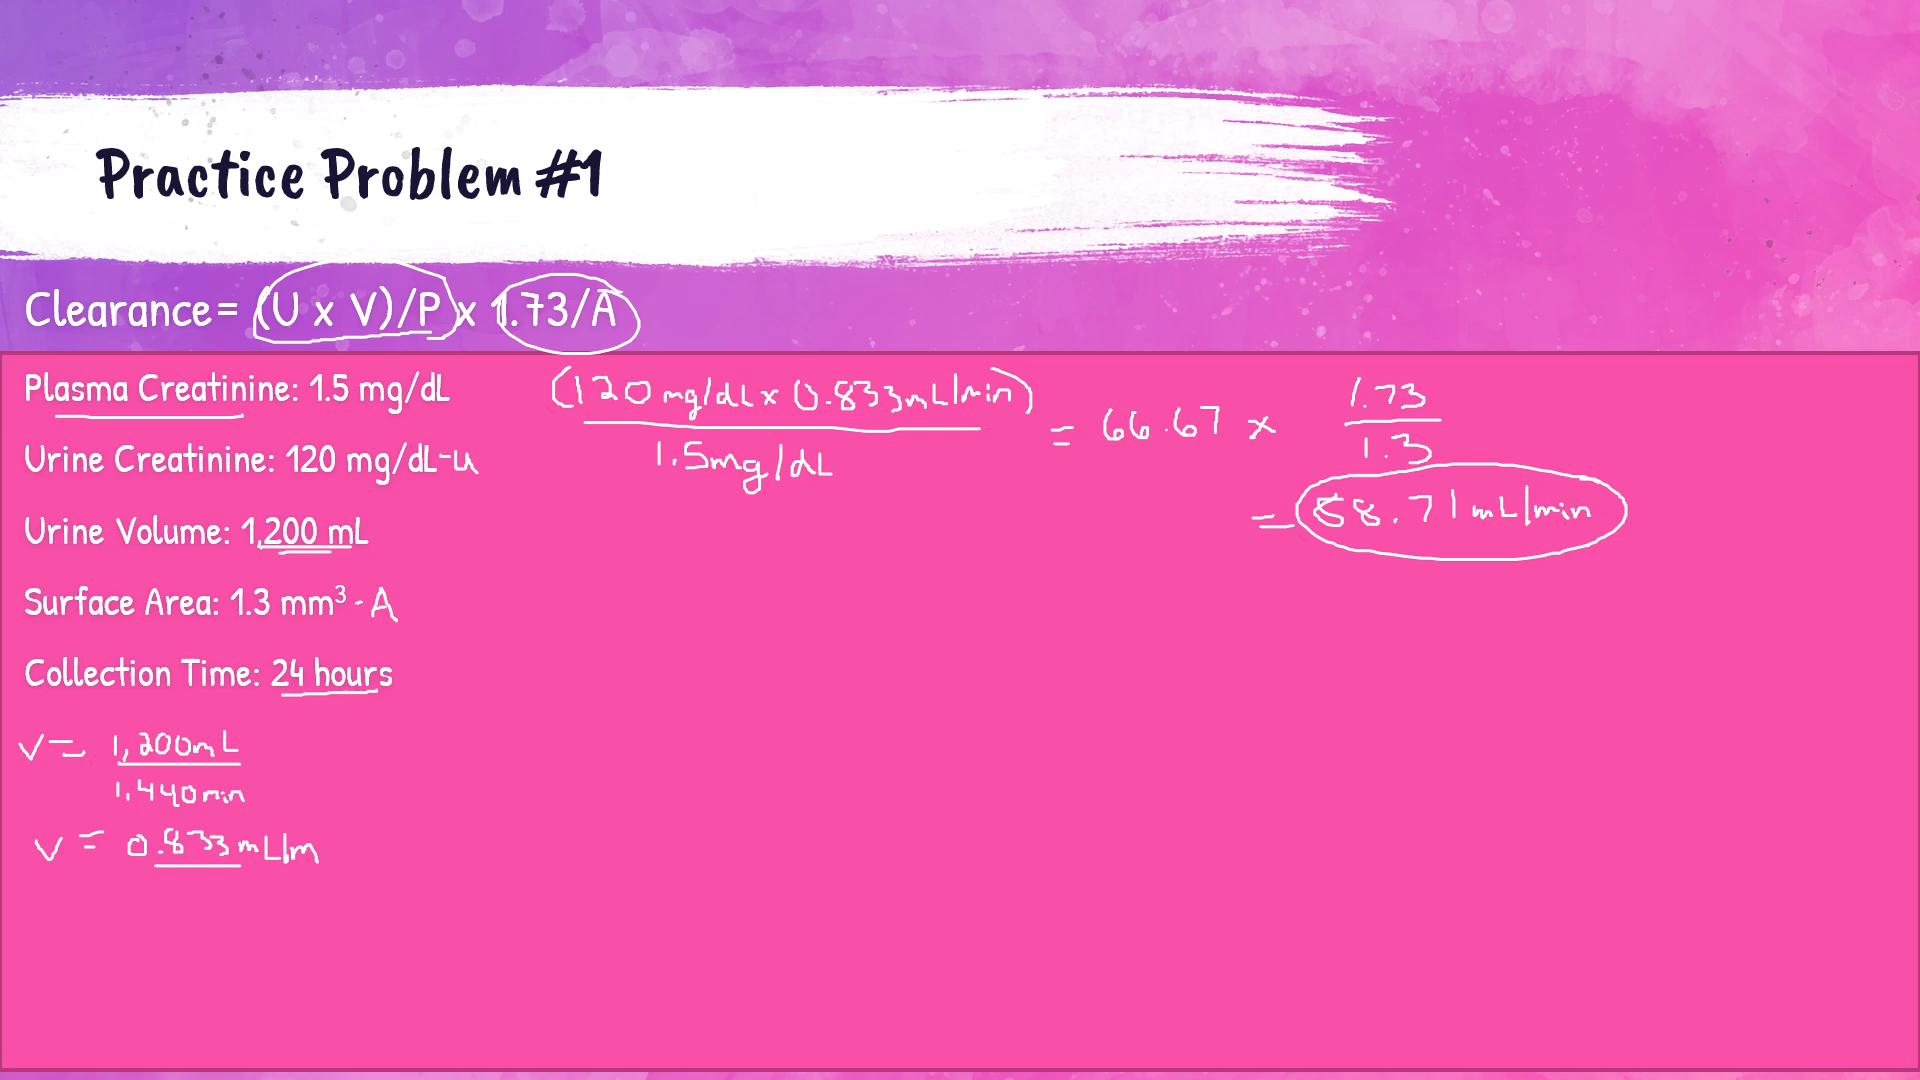 Practice Problem #1
Clearance = (U x V)/P x 1.73/A
Plasma Creatinine: 1.5 mg/dL
Urine Creatinine: 120 mg/dL-u
Urine Volume: 1,200 mL
Surface Area: 1.3 mm³ - A
Collection Time: 24 hours
V = 1,200mL
1,440min
V = 0.833 mL/m
(120 mg/dL x 0.833mL/min)
1.5mg/dL
= 66.67 x
1.73
1.3
= 88.71 mL/min